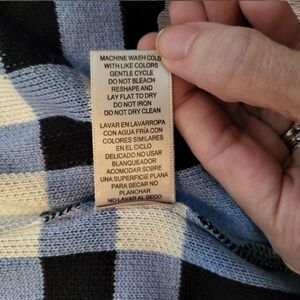 MACHINE WASH COLD
WITH LIKE COLORS
GENTLE CYCLE
DO NOT BLEACH
RESHAPE AND
LAY FLAT TO DRY
DO NOT IRON
DO NOT DRY CLEAN
LAVAR EN LAVARROPA
CON AGUA FRÍA CON
COLORES SIMILARES
EN EL CICLO
DELICADO NO USAR
BLANQUEADOR
ACOMODAR SOBRE
UNA SUPERFICIE PLANA
PARA SECAR NO
PLANCHAR
NO LAVAR AL SECO